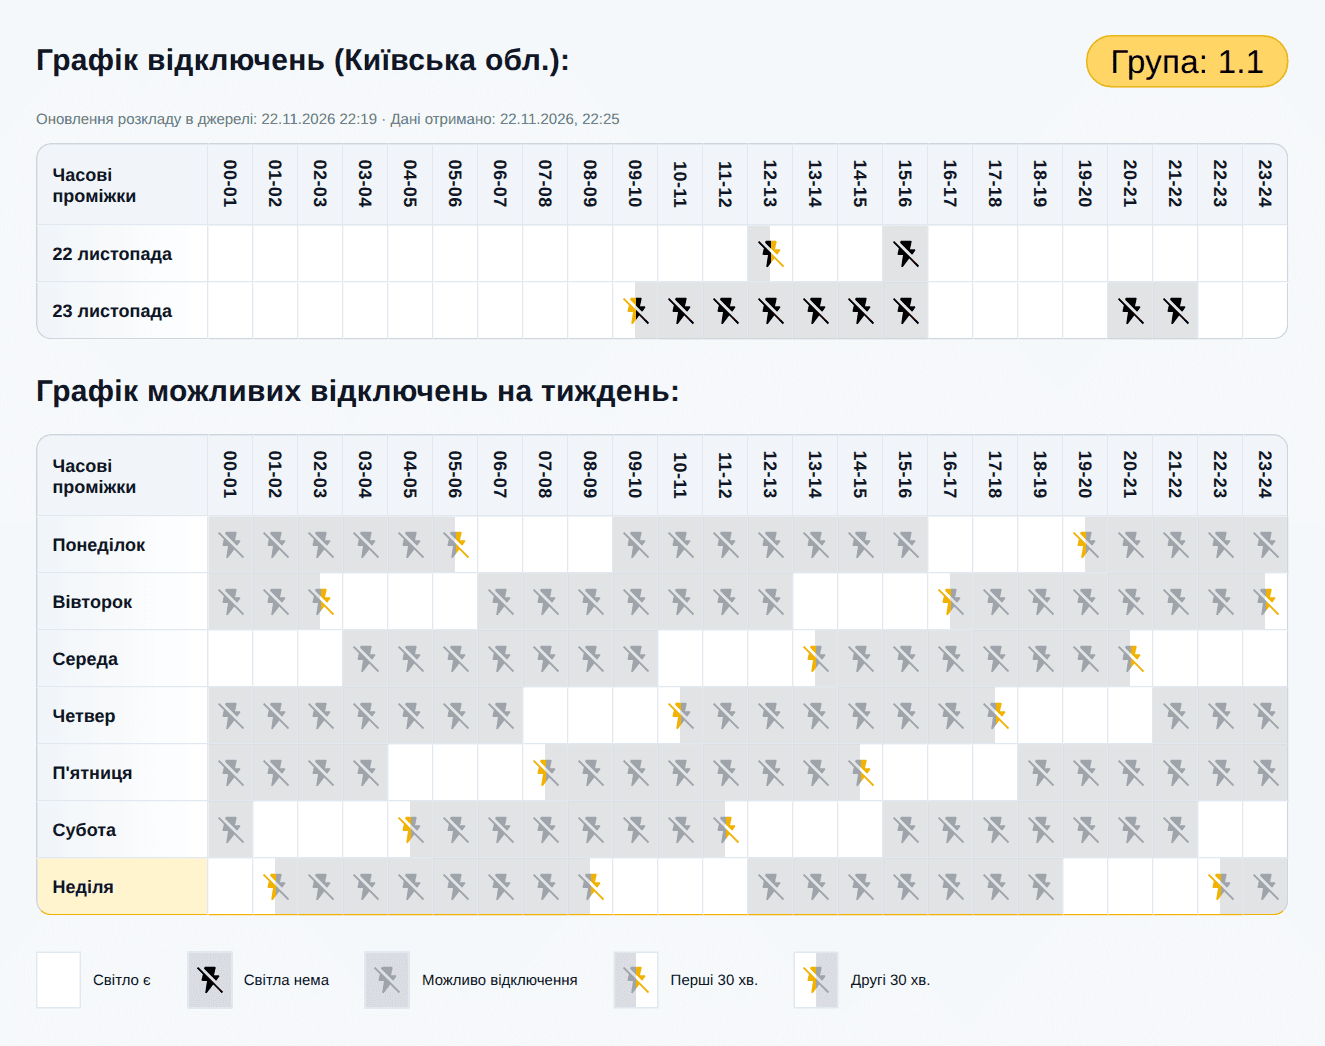 Графік відключень (Київська обл.):
Група: 1.1
Оновлення розкладу в джерелі: 22.11.2026 22:19 · Дані отримано: 22.11.2026, 22:25
Часові проміжки 00-01 01-02 02-03 03-04 04-05 05-06 06-07 07-08 08-09 09-10 10-11 11-12 12-13 13-14 14-15 15-16 16-17 17-18 18-19 19-20 20-21 21-22 22-23 23-24
22 листопада
23 листопада
Графік можливих відключень на тиждень:
Часові проміжки 00-01 01-02 02-03 03-04 04-05 05-06 06-07 07-08 08-09 09-10 10-11 11-12 12-13 13-14 14-15 15-16 16-17 17-18 18-19 19-20 20-21 21-22 22-23 23-24
Понеділок
Вівторок
Середа
Четвер
П'ятниця
Субота
Неділя
Світло є Світла нема Можливо відключення Перші 30 хв. Другі 30 хв.